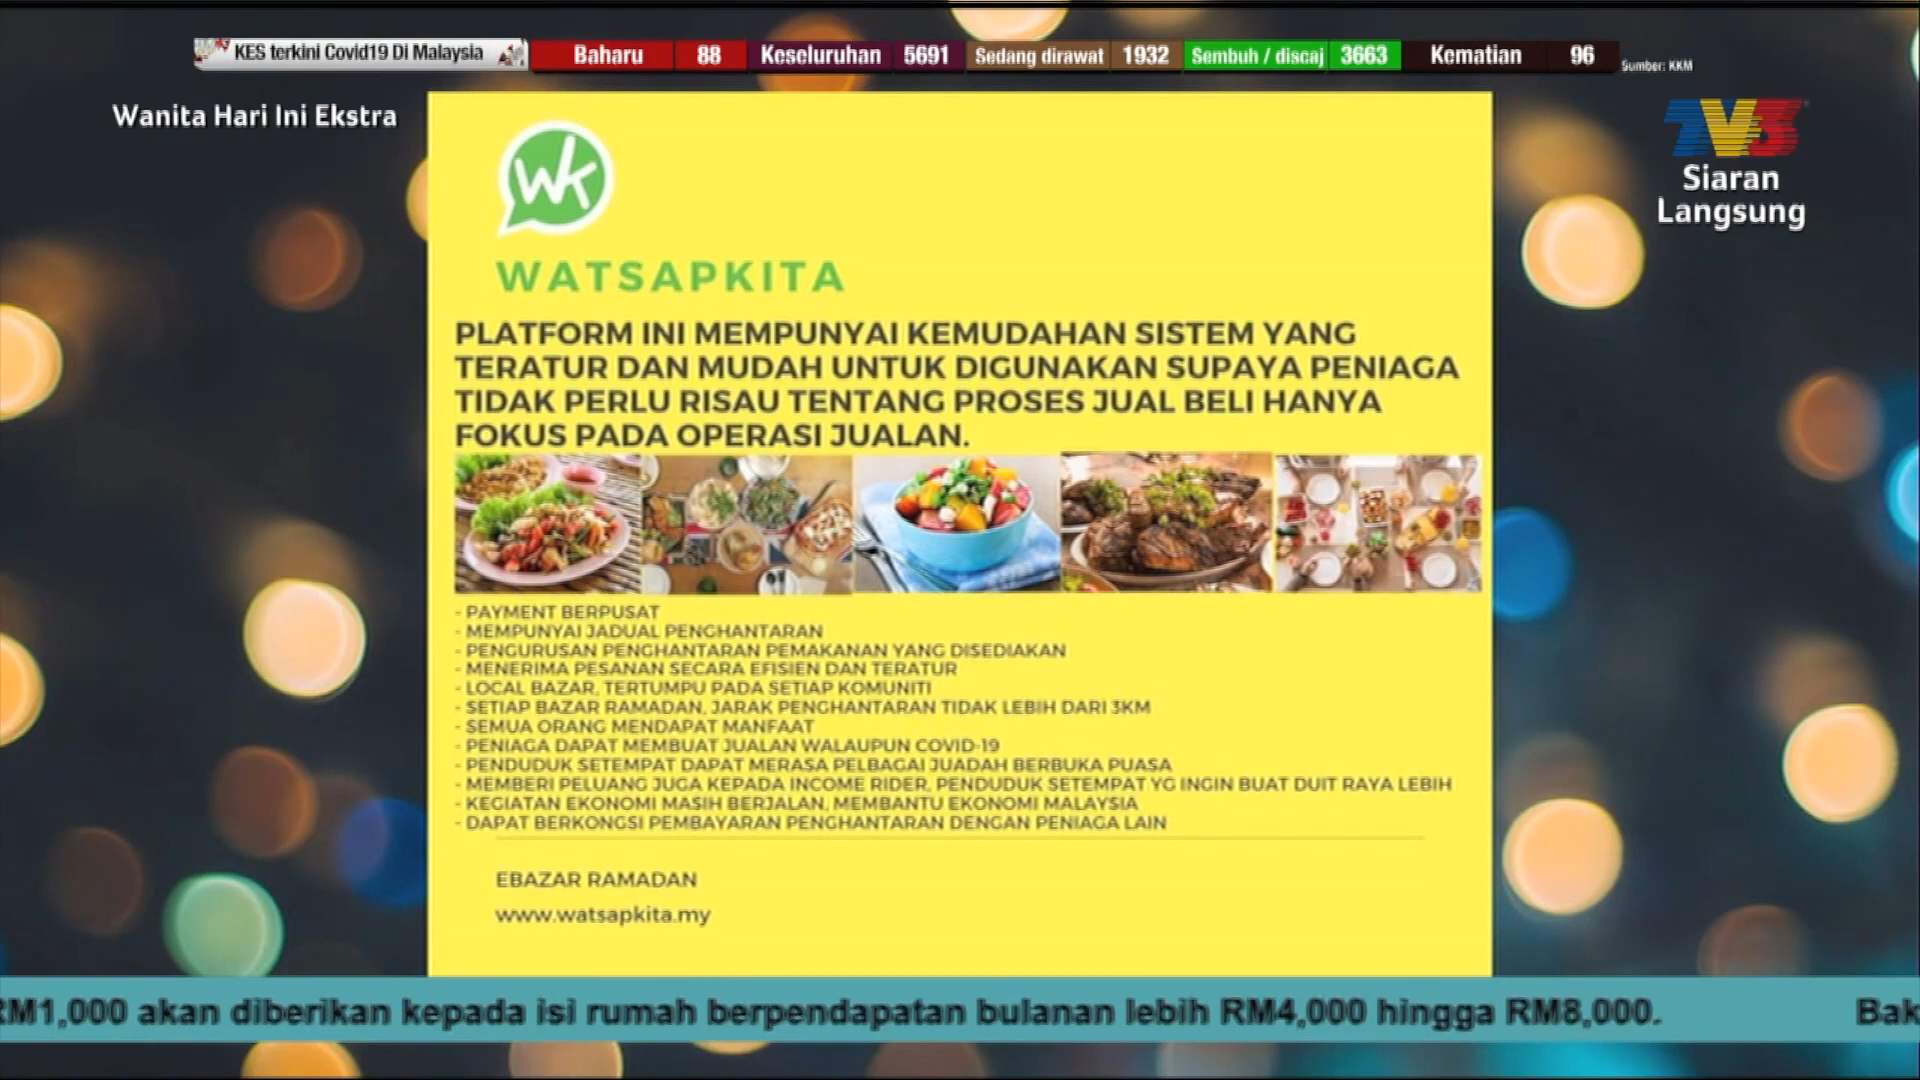 KES terkini Covid19 Di Malaysia Baharu 88 Keseluruhan 5691 Sedang dirawat 1932 Sembuh / discaj 3663 Kematian 96 Sumber: KKM
Wanita Hari Ini Ekstra
TV3
Siaran
Langsung
wk
WATSAPKITA
PLATFORM INI MEMPUNYAI KEMUDAHAN SISTEM YANG
TERATUR DAN MUDAH UNTUK DIGUNAKAN SUPAYA PENIAGA
TIDAK PERLU RISAU TENTANG PROSES JUAL BELI HANYA
FOKUS PADA OPERASI JUALAN.
- PAYMENT BERPUSAT
- MEMPUNYAI JADUAL PENGHANTARAN
- PENGURUSAN PENGHANTARAN PEMAKANAN YANG DISEDIAKAN
- MENERIMA PESANAN SECARA EFISIEN DAN TERATUR
- LOCAL BAZAR, TERTUMPU PADA SETIAP KOMUNITI
- SETIAP BAZAR RAMADAN, JARAK PENGHANTARAN TIDAK LEBIH DARI 3KM
- SEMUA ORANG MENDAPAT MANFAAT
- PENIAGA DAPAT MEMBUAT JUALAN WALAUPUN COVID-19
- PENDUDUK SETEMPAT DAPAT MERASA PELBAGAI JUADAH BERBUKA PUASA
- MEMBERI PELUANG JUGA KEPADA INCOME RIDER, PENDUDUK SETEMPAT YG INGIN BUAT DUIT RAYA LEBIH
- KEGIATAN EKONOMI MASIH BERJALAN, MEMBANTU EKONOMI MALAYSIA
- DAPAT BERKONGSI PEMBAYARAN PENGHANTARAN DENGAN PENIAGA LAIN
EBAZAR RAMADAN
www.watsapkita.my
RM1,000 akan diberikan kepada isi rumah berpendapatan bulanan lebih RM4,000 hingga RM8,000. Bak